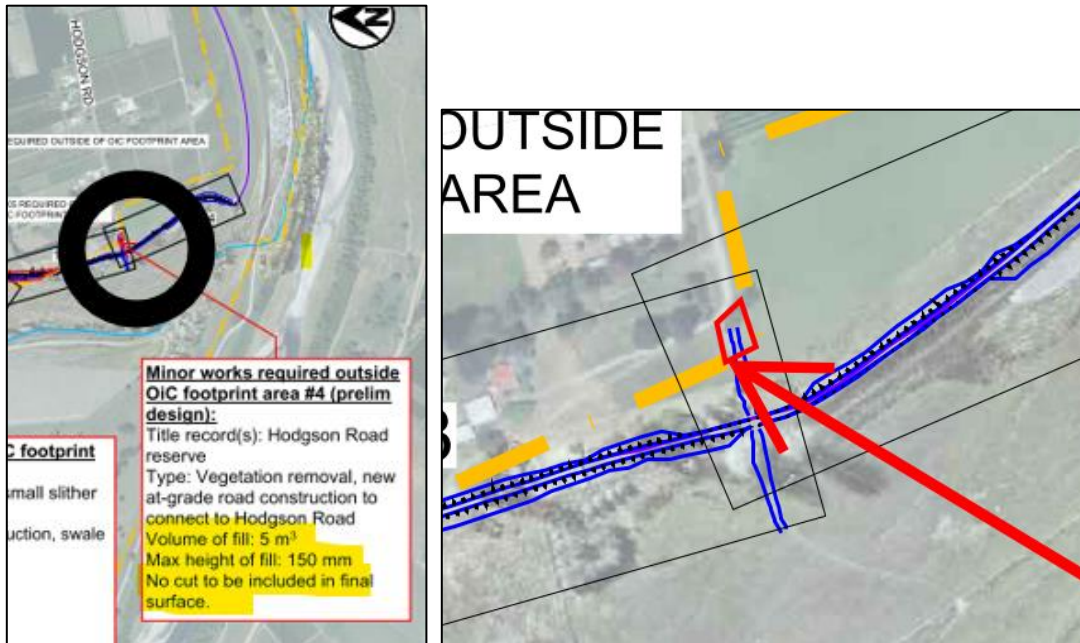 N
HODGSON RD
EQUIRED OUTSIDE OF OIC FOOTPRINT AREA
KS REQUIRED
C FOOTPRINT
Minor works required outside
OiC footprint area #4 (prelim
design):
Title record(s): Hodgson Road
reserve
Type: Vegetation removal, new
at-grade road construction to
connect to Hodgson Road
Volume of fill: 5 m³
Max height of fill: 150 mm
No cut to be included in final
surface.
C footprint
small slither
uction, swale
OUTSIDE
AREA